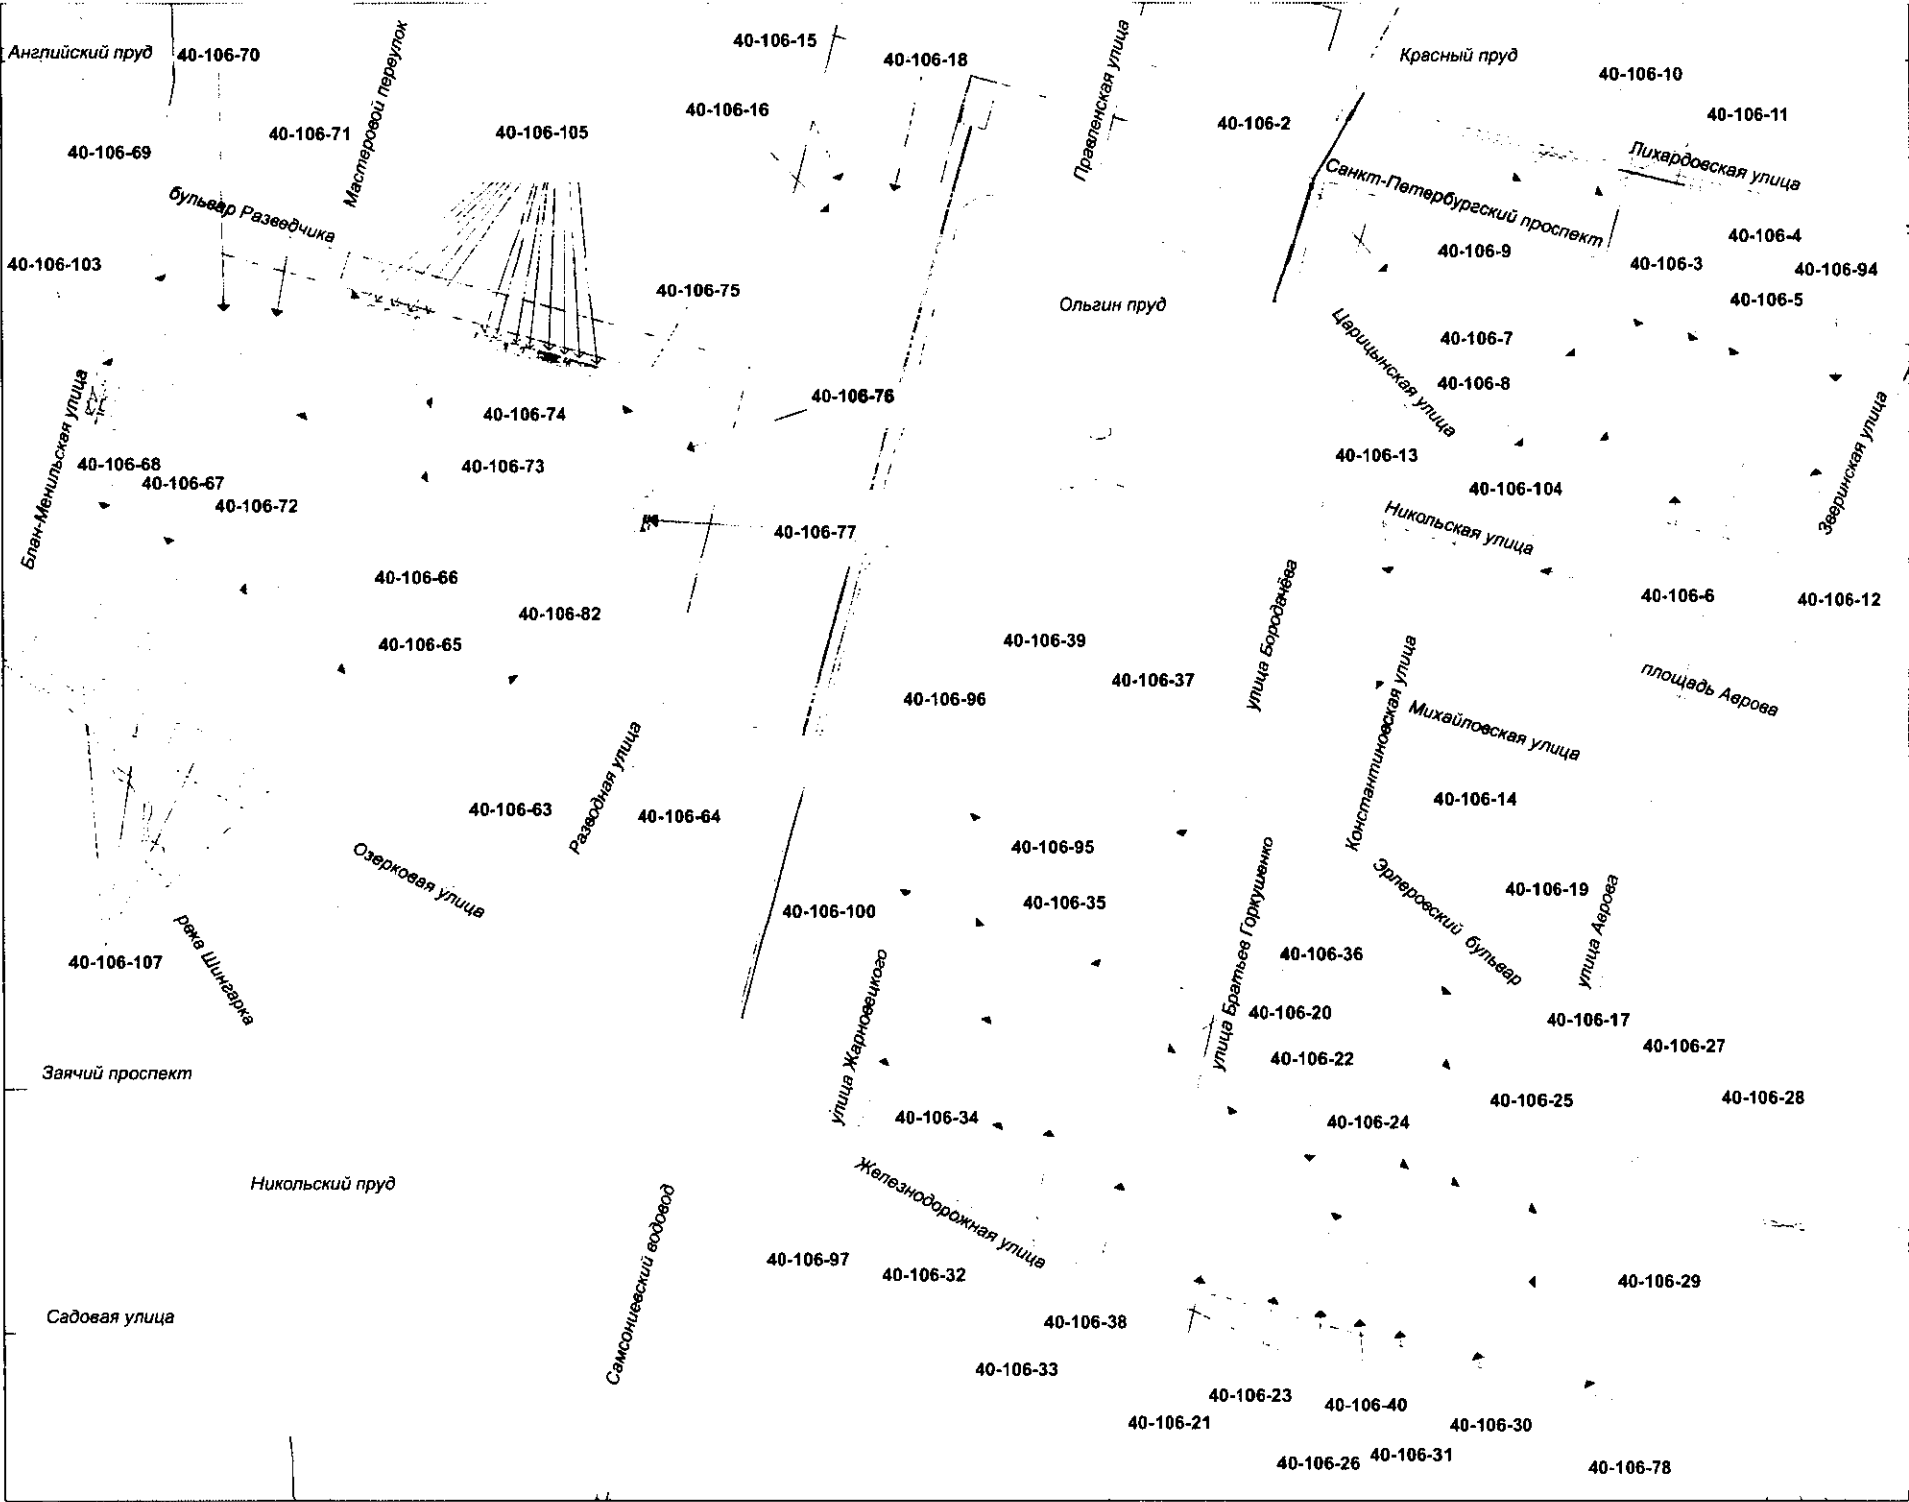 Английский пруд
40-106-70
Мастеровой переулок
40-106-15
40-106-18
Правленская улица
Красный пруд
40-106-10
40-106-16
40-106-2
40-106-11
40-106-71
40-106-105
40-106-69
Лихардовская улица
Санкт-Петербургский проспект
бульвар Разведчика
40-106-9
40-106-4
40-106-103
40-106-3
40-106-94
40-106-75
Ольгин пруд
40-106-5
Царицынская улица
40-106-7
40-106-8
40-106-76
Блан-Менильская улица
40-106-74
Зверинская улица
40-106-68
40-106-73
40-106-13
40-106-67
40-106-104
40-106-72
Никольская улица
40-106-77
40-106-66
улица Бородачёва
40-106-6
40-106-12
40-106-82
40-106-65
40-106-39
40-106-37
40-106-96
Константиновская улица
площадь Аврова
Михайловская улица
Разводная улица
40-106-63
40-106-64
40-106-14
40-106-95
Озерковая улица
Эрлеровский бульвар
40-106-19
40-106-35
40-106-100
улица Братьев Горкушенко
улица Аврова
40-106-36
40-106-107
река Шингарка
40-106-20
40-106-17
улица Жарновецкого
40-106-22
40-106-27
Заячий проспект
40-106-25
40-106-28
40-106-34
40-106-24
Никольский пруд
Железнодорожная улица
Самсониевский водовод
40-106-97
40-106-32
40-106-29
Садовая улица
40-106-38
40-106-33
40-106-23
40-106-40
40-106-21
40-106-30
40-106-31
40-106-26
40-106-78